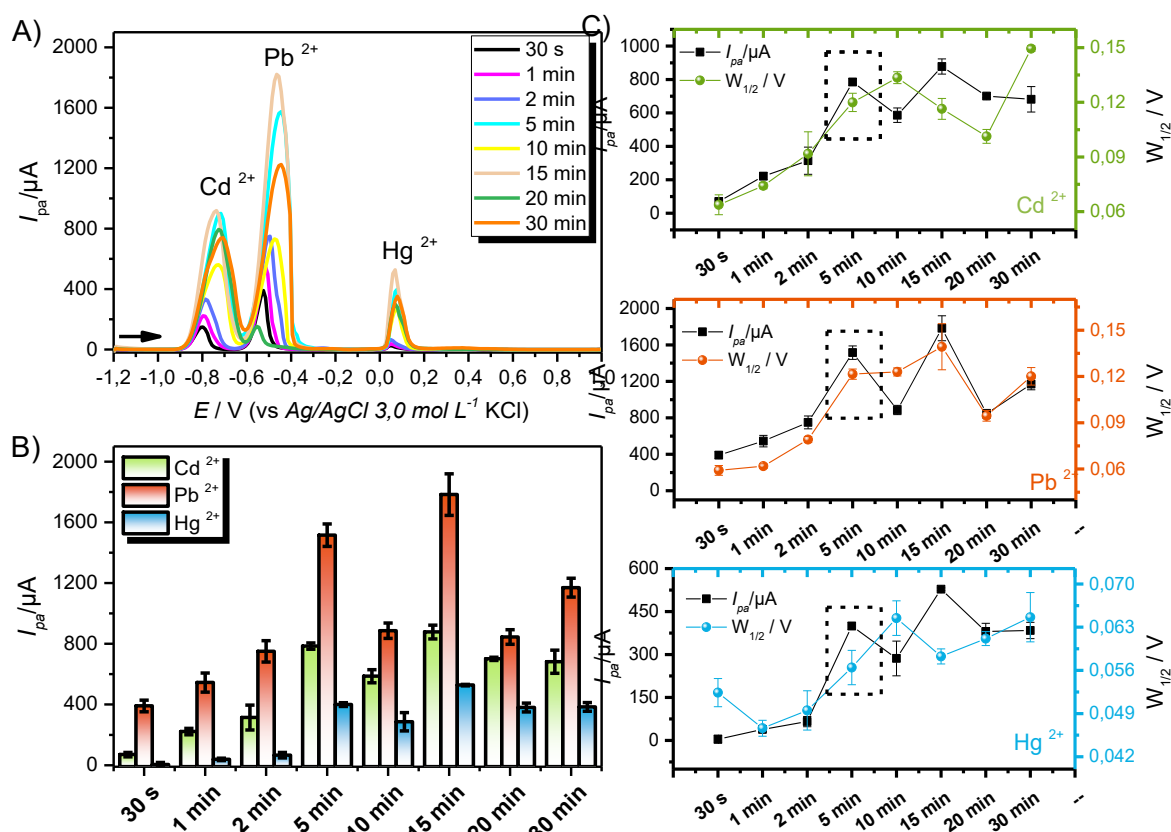 A)
2000
1600
1200
800
400
0
I_pa/µA
Cd 2+
Pb 2+
Hg 2+
30 s
1 min
2 min
5 min
10 min
15 min
20 min
30 min
-1,2 -1,0 -0,8 -0,6 -0,4 -0,2 0,0 0,2 0,4 0,6 0,8
E / V (vs Ag/AgCl 3,0 mol L-1 KCl)
B)
2000
1600
1200
800
400
0
I_pa/µA
Cd 2+
Pb 2+
Hg 2+
30 s 1 min 2 min 5 min 10 min 15 min 20 min 30 min
C)
1000
800
600
400
200
0
I_pa/µA
I_pa/µA
W1/2 / V
0,15
0,12
0,09
0,06
W1/2 / V
Cd 2+
30 s 1 min 2 min 5 min 10 min 15 min 20 min 30 min
2000
1600
1200
800
400
0
I_pa/µA
I_pa/µA
W1/2 / V
0,15
0,12
0,09
0,06
W1/2 / V
Pb 2+
30 s 1 min 2 min 5 min 10 min 15 min 20 min 30 min --
600
450
300
150
0
I_pa/µA
I_pa/µA
W1/2 / V
0,070
0,063
0,056
0,049
0,042
W1/2 / V
Hg 2+
30 s 1 min 2 min 5 min 10 min 15 min 20 min 30 min --